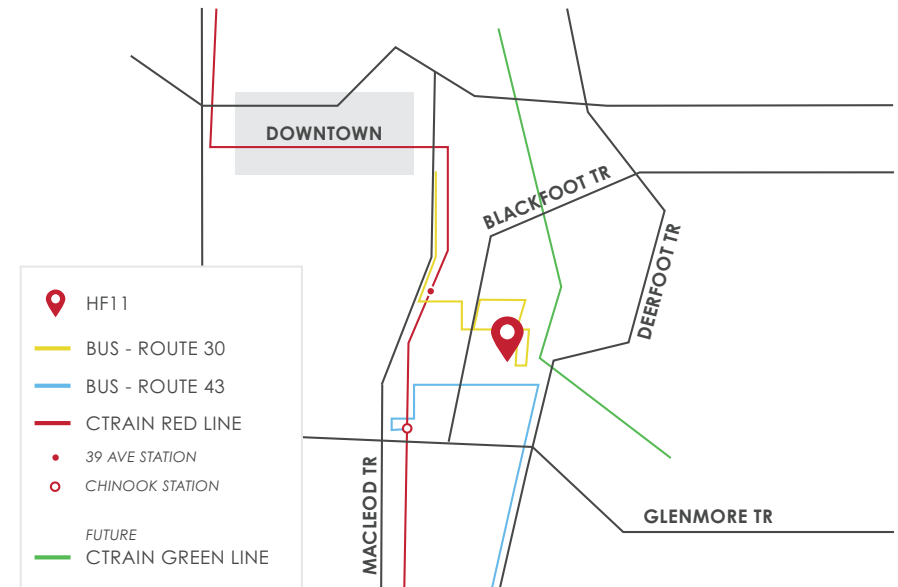 DOWNTOWN
BLACKFOOT TR
DEERFOOT TR
HF11
BUS - ROUTE 30
BUS - ROUTE 43
CTRAIN RED LINE
39 AVE STATION
CHINOOK STATION
FUTURE
CTRAIN GREEN LINE
MACLEOD TR
GLENMORE TR